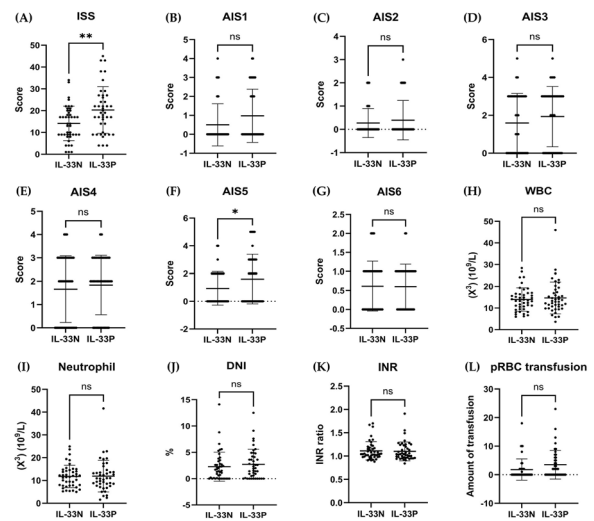 (A) ISS
**
Score
50
40
30
20
10
0
IL-33N IL-33P
(B) AIS1
ns
Score
5
4
3
2
1
0
-1
IL-33N IL-33P
(C) AIS2
ns
Score
4
3
2
1
0
-1
IL-33N IL-33P
(D) AIS3
ns
Score
6
4
2
0
IL-33N IL-33P
(E) AIS4
ns
Score
5
4
3
2
1
0
IL-33N IL-33P
(F) AIS5
*
Score
6
4
2
0
-2
IL-33N IL-33P
(G) AIS6
ns
Score
2.5
2.0
1.5
1.0
0.5
0.0
-0.5
IL-33N IL-33P
(H) WBC
ns
(X³) (10⁹/L)
50
40
30
20
10
0
IL-33N IL-33P
(I) Neutrophil
ns
(X³) (10⁹/L)
50
40
30
20
10
0
IL-33N IL-33P
(J) DNI
ns
%
20
15
10
5
0
-5
IL-33N IL-33P
(K) INR
ns
INR ratio
2.5
2.0
1.5
1.0
0.5
0.0
IL-33N IL-33P
(L) pRBC transfusion
ns
Amount of transfusion
30
20
10
0
-10
IL-33N IL-33P